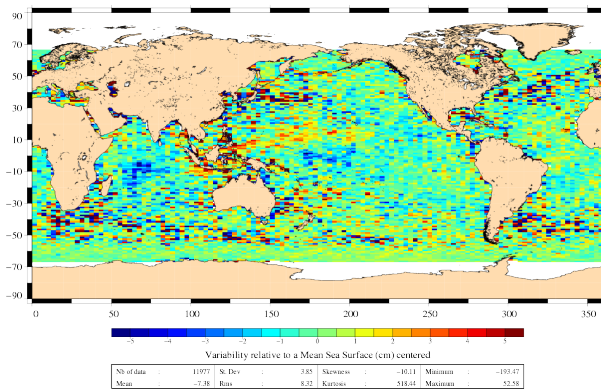 90
70
50
30
10
−10
−30
−50
−70
−90
0 50 100 150 200 250 300 350
−5 −4 −3 −2 −1 0 1 2 3 4 5
Variability relative to a Mean Sea Surface (cm) centered
Nb of data : 11977 St. Dev : 3.85 Skewness : −10.11 Minimum : −193.47
Mean : −7.38 Rms : 8.32 Kurtosis : 518.44 Maximum : 52.58